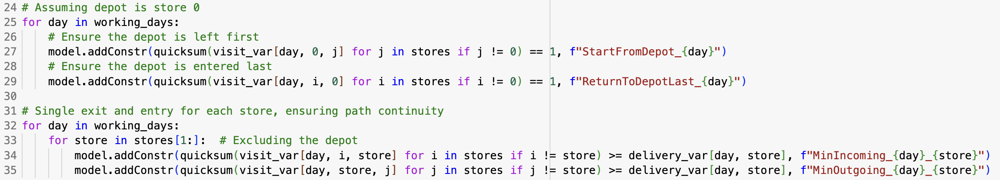 24 # Assuming depot is store 0
25 for day in working_days:
26     # Ensure the depot is left first
27     model.addConstr(quicksum(visit_var[day, 0, j] for j in stores if j != 0) == 1, f"StartFromDepot_{day}")
28     # Ensure the depot is entered last
29     model.addConstr(quicksum(visit_var[day, i, 0] for i in stores if i != 0) == 1, f"ReturnToDepotLast_{day}")
30
31 # Single exit and entry for each store, ensuring path continuity
32 for day in working_days:
33     for store in stores[1:]:  # Excluding the depot
34         model.addConstr(quicksum(visit_var[day, i, store] for i in stores if i != store) >= delivery_var[day, store], f"MinIncoming_{day}_{store}")
35         model.addConstr(quicksum(visit_var[day, store, j] for j in stores if j != store) >= delivery_var[day, store], f"MinOutgoing_{day}_{store}")